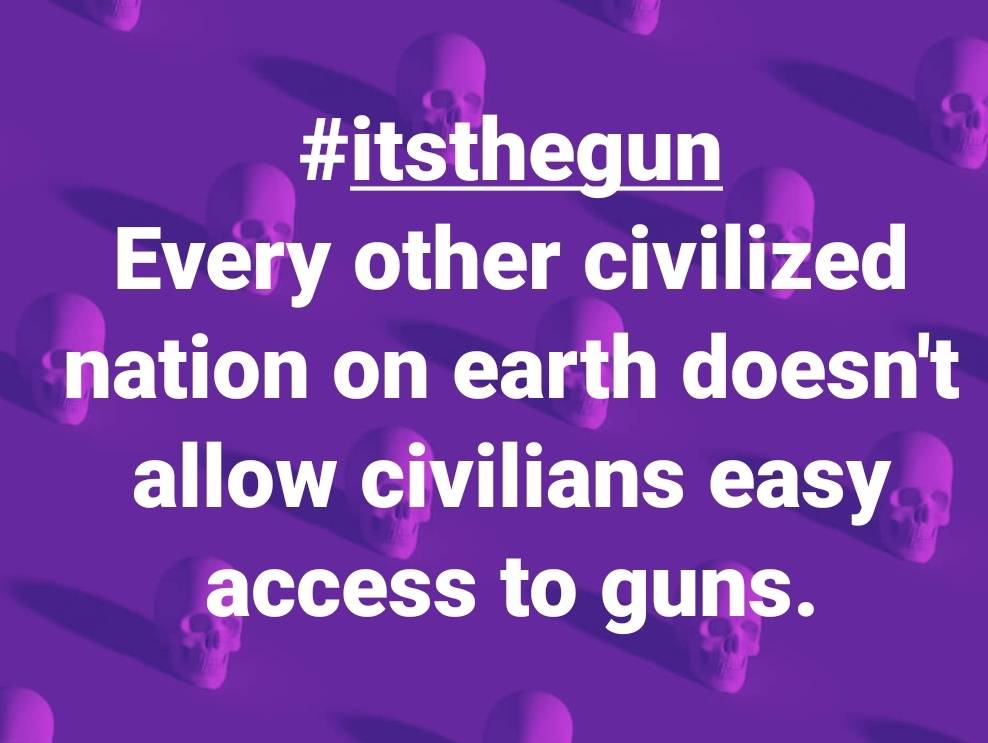 #itsthegun
Every other civilized
nation on earth doesn't
allow civilians easy
access to guns.